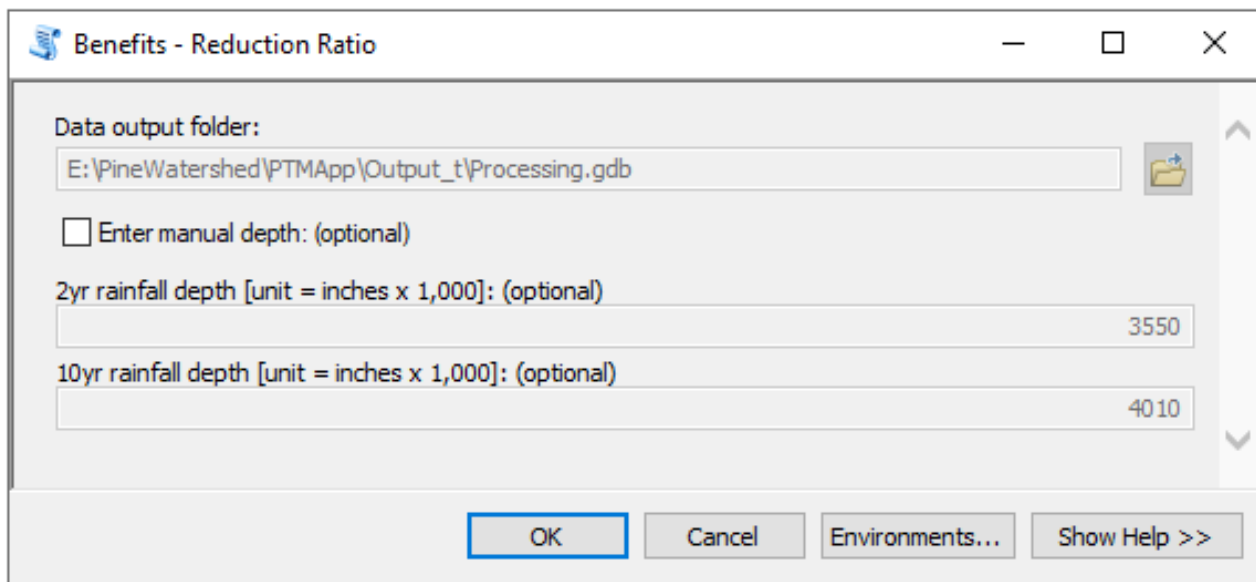 Benefits - Reduction Ratio
Data output folder:
E:\PineWatershed\PTMApp\Output_t\Processing.gdb
Enter manual depth: (optional)
2yr rainfall depth [unit = inches x 1,000]: (optional)
3550
10yr rainfall depth [unit = inches x 1,000]: (optional)
4010
OK Cancel Environments... Show Help >>